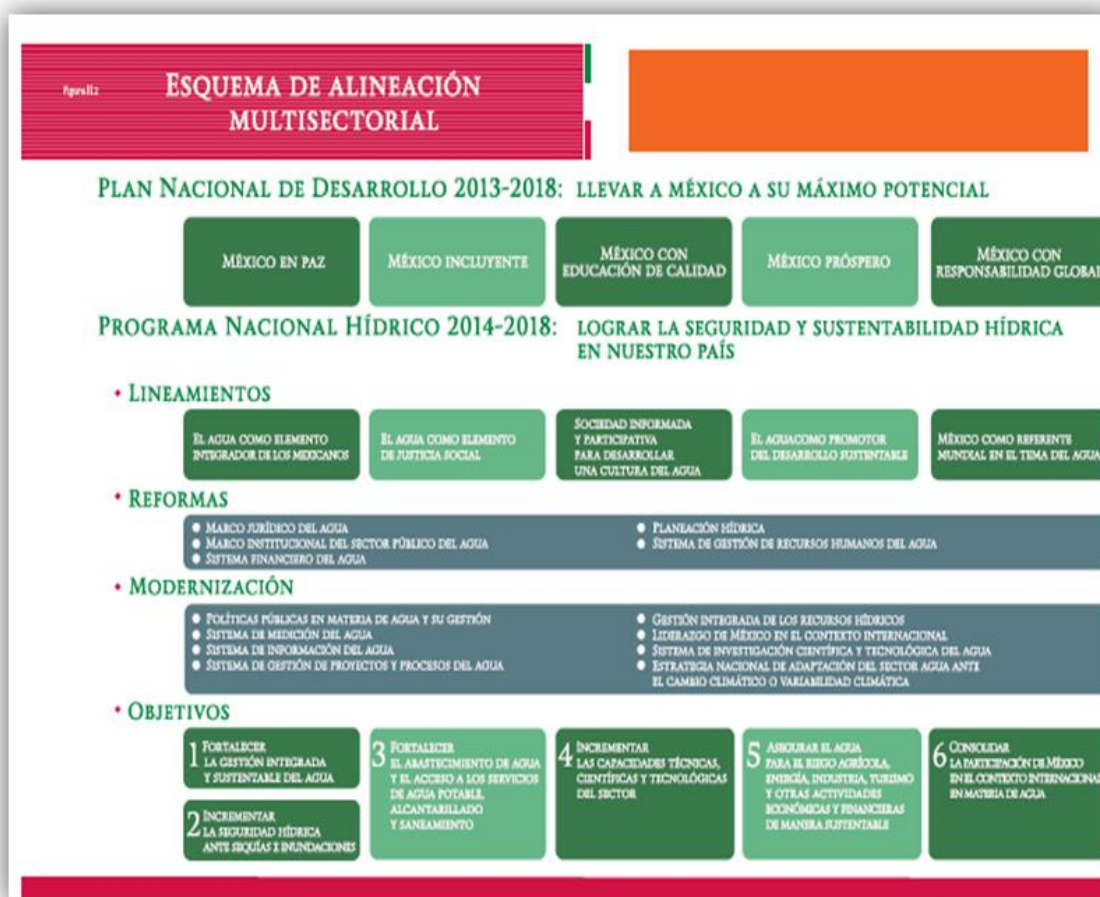 Figura II.2
ESQUEMA DE ALINEACIÓN
MULTISECTORIAL
PLAN NACIONAL DE DESARROLLO 2013-2018: LLEVAR A MÉXICO A SU MÁXIMO POTENCIAL
MÉXICO EN PAZ
MÉXICO INCLUYENTE
MÉXICO CON
EDUCACIÓN DE CALIDAD
MÉXICO PRÓSPERO
MÉXICO CON
RESPONSABILIDAD GLOBAL
PROGRAMA NACIONAL HÍDRICO 2014-2018: LOGRAR LA SEGURIDAD Y SUSTENTABILIDAD HÍDRICA
EN NUESTRO PAÍS
• LINEAMIENTOS
EL AGUA COMO ELEMENTO
INTEGRADOR DE LOS MEXICANOS
EL AGUA COMO ELEMENTO
DE JUSTICIA SOCIAL
SOCIEDAD INFORMADA
Y PARTICIPATIVA
PARA DESARROLLAR
UNA CULTURA DEL AGUA
EL AGUACOMO PROMOTOR
DEL DESARROLLO SUSTENTABLE
MÉXICO COMO REFERENTE
MUNDIAL EN EL TEMA DEL AGUA
• REFORMAS
• MARCO JURÍDICO DEL AGUA
• MARCO INSTITUCIONAL DEL SECTOR PÚBLICO DEL AGUA
• SISTEMA FINANCIERO DEL AGUA
• PLANEACIÓN HÍDRICA
• SISTEMA DE GESTIÓN DE RECURSOS HUMANOS DEL AGUA
• MODERNIZACIÓN
• POLÍTICAS PÚBLICAS EN MATERIA DE AGUA Y SU GESTIÓN
• SISTEMA DE MEDICIÓN DEL AGUA
• SISTEMA DE INFORMACIÓN DEL AGUA
• SISTEMA DE GESTIÓN DE PROYECTOS Y PROCESOS DEL AGUA
• GESTIÓN INTEGRADA DE LOS RECURSOS HÍDRICOS
• LIDERAZGO DE MÉXICO EN EL CONTEXTO INTERNACIONAL
• SISTEMA DE INVESTIGACIÓN CIENTÍFICA Y TECNOLÓGICA DEL AGUA
• ESTRATEGIA NACIONAL DE ADAPTACIÓN DEL SECTOR AGUA ANTE
EL CAMBIO CLIMÁTICO O VARIABILIDAD CLIMÁTICA
• OBJETIVOS
1 FORTALECER
LA GESTIÓN INTEGRADA
Y SUSTENTABLE DEL AGUA
2 INCREMENTAR
LA SEGURIDAD HÍDRICA
ANTE SEQUÍAS E INUNDACIONES
3 FORTALECER
EL ABASTECIMIENTO DE AGUA
Y EL ACCESO A LOS SERVICIOS
DE AGUA POTABLE,
ALCANTARILLADO
Y SANEAMIENTO
4 INCREMENTAR
LAS CAPACIDADES TÉCNICAS,
CIENTÍFICAS Y TECNOLÓGICAS
DEL SECTOR
5 ASEGURAR EL AGUA
PARA EL RIEGO AGRÍCOLA,
ENERGÍA, INDUSTRIA, TURISMO
Y OTRAS ACTIVIDADES
ECONÓMICAS Y FINANCIERAS
DE MANERA SUSTENTABLE
6 CONSOLIDAR
LA PARTICIPACIÓN DE MÉXICO
EN EL CONTEXTO INTERNACIONAL
EN MATERIA DE AGUA